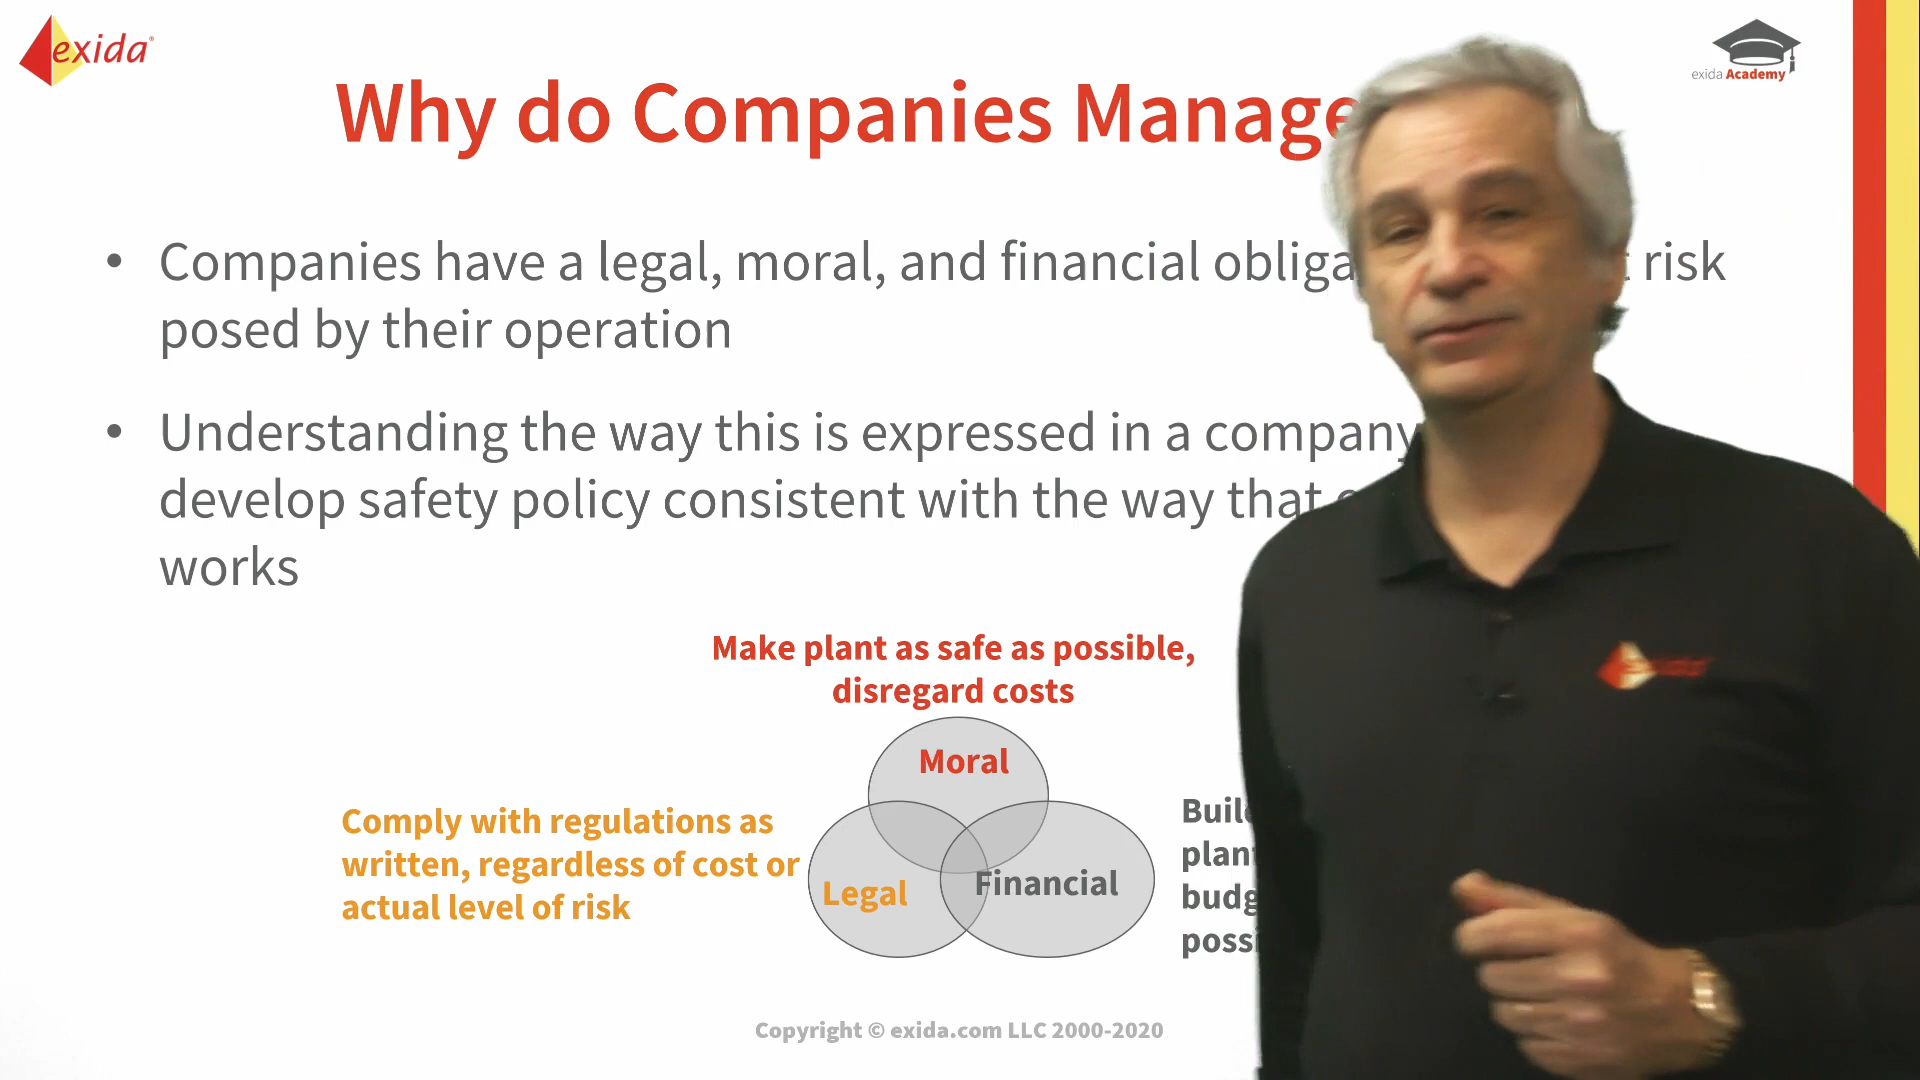 exida
exida Academy
Why do Companies Manage
Companies have a legal, moral, and financial risk
posed by their operation
Understanding the way this is expressed in a company
develop safety policy consistent with the way that
works
Make plant as safe as possible,
disregard costs
Moral
Comply with regulations as
written, regardless of cost or
actual level of risk
Legal
Financial
exida
Copyright © exida.com LLC 2000-2020